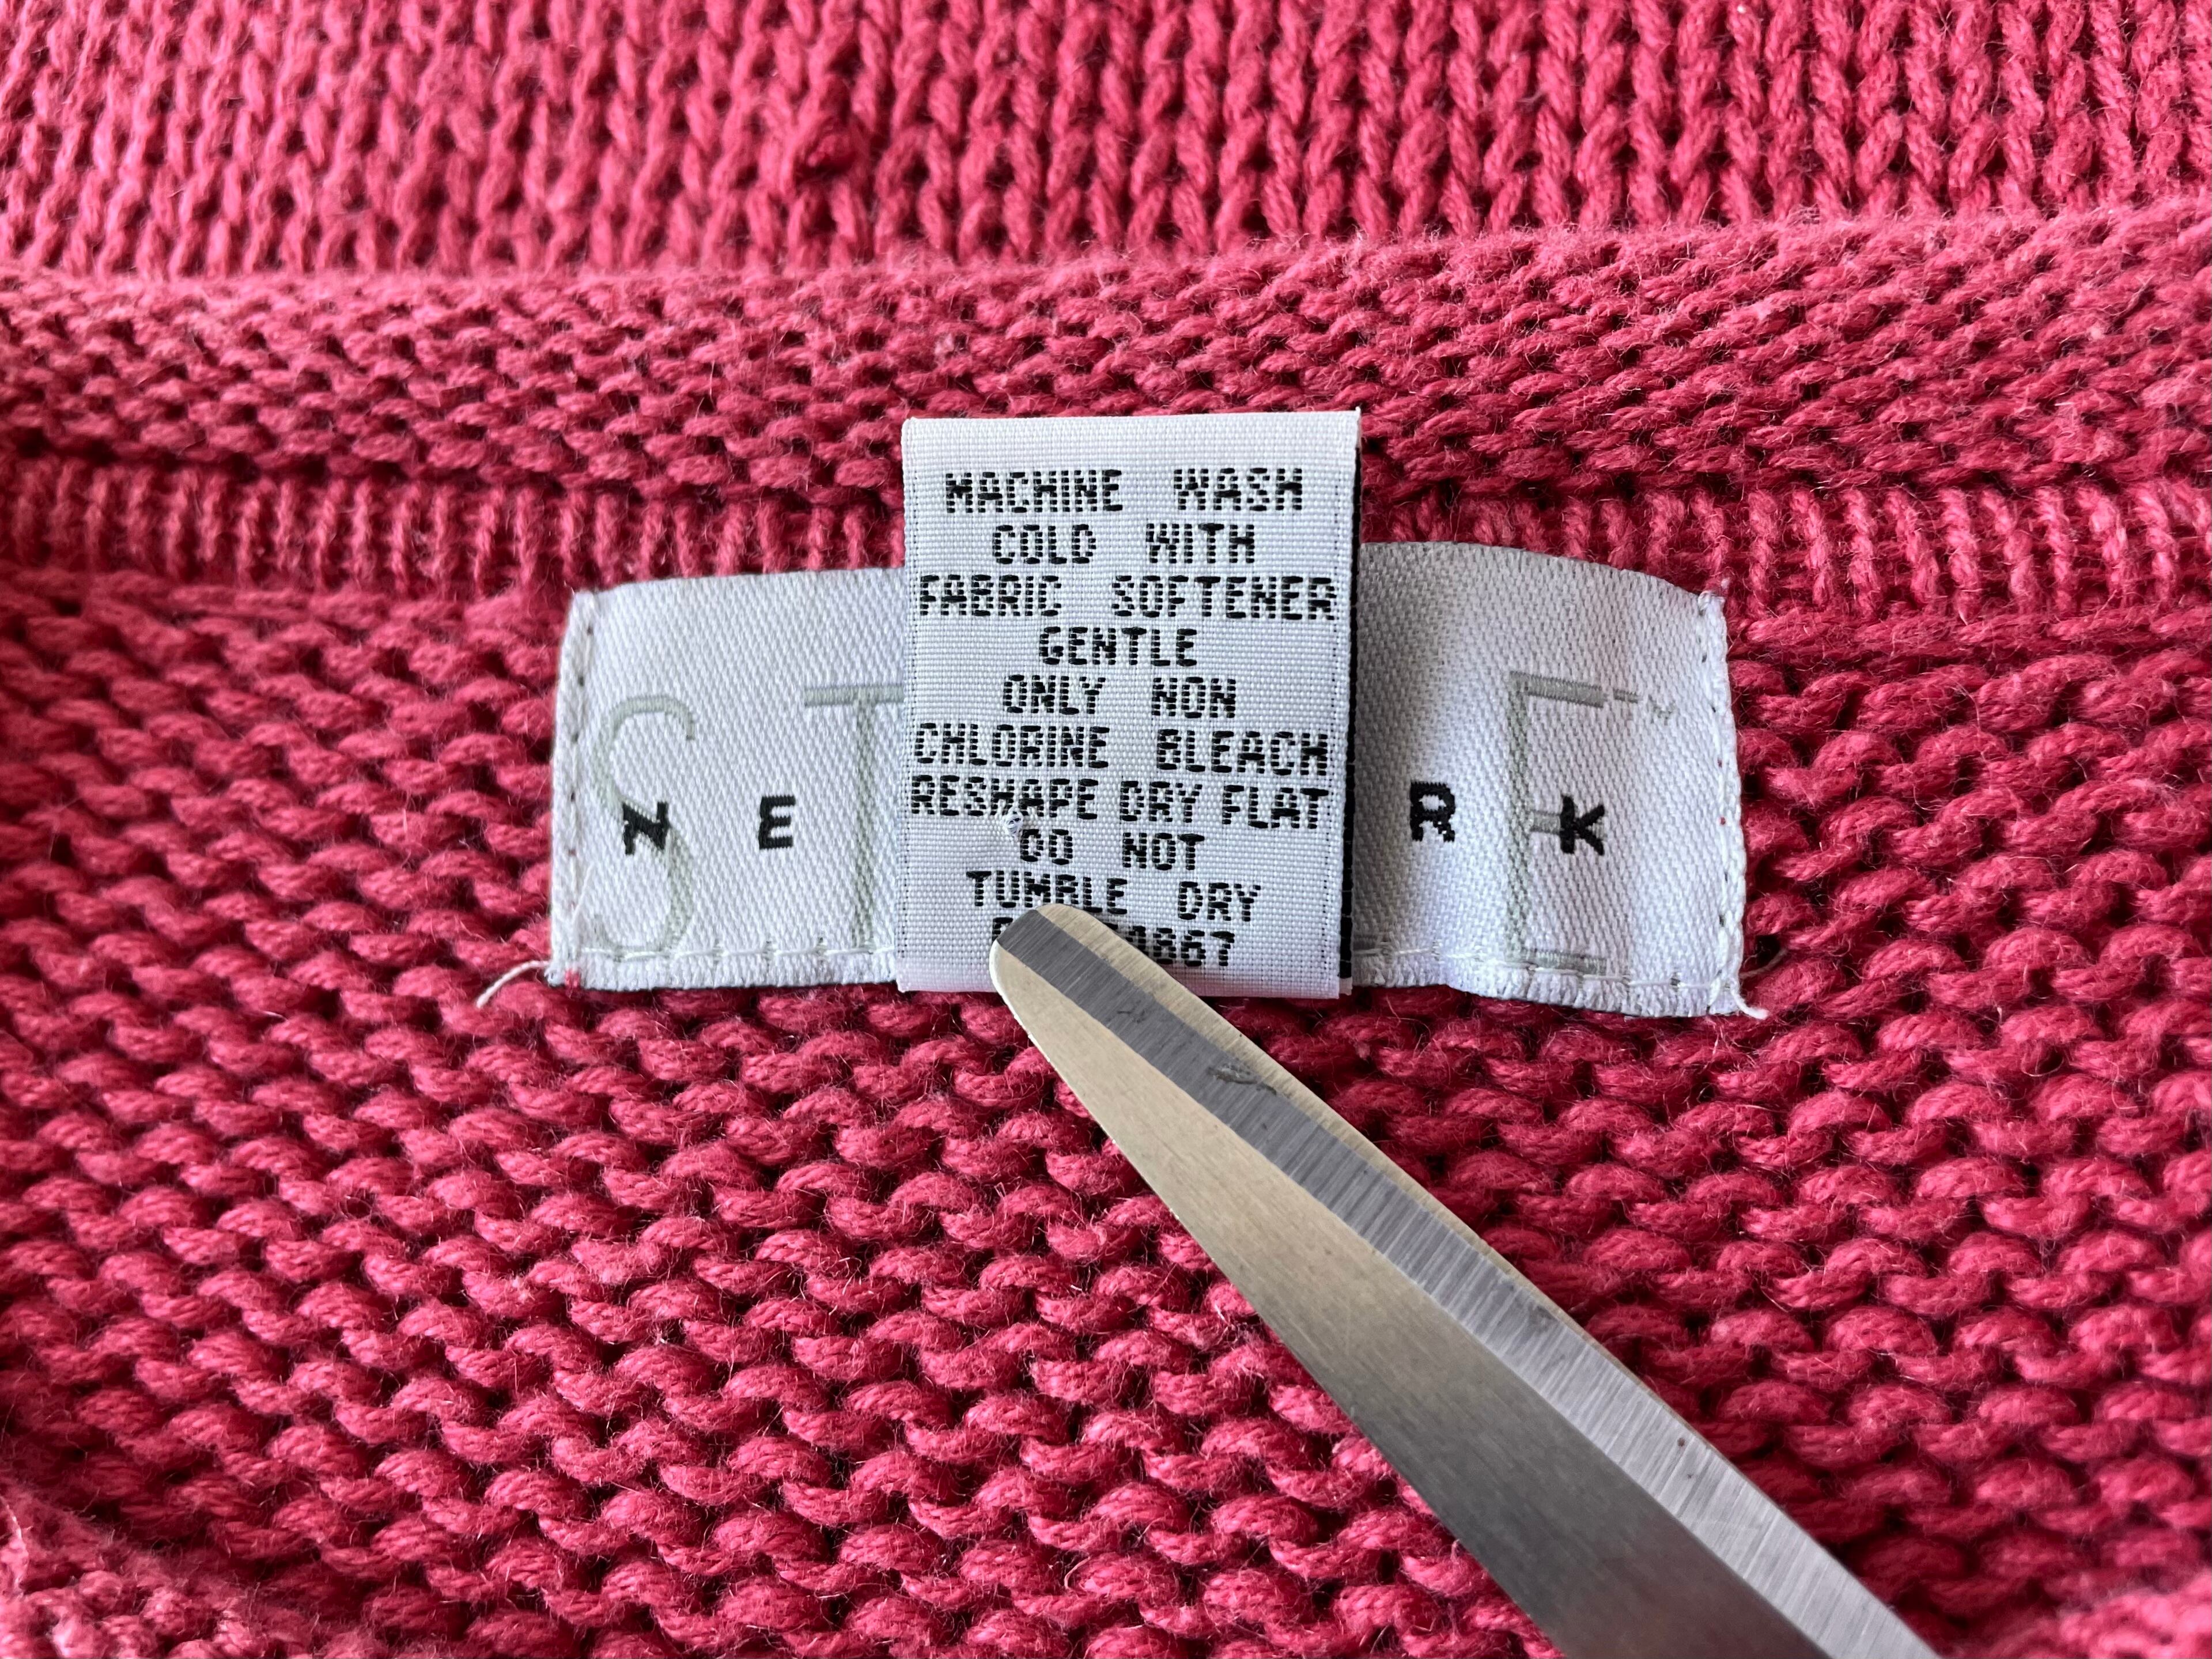 MACHINE WASH
COLD WITH
FABRIC SOFTENER
GENTLE
ONLY NON
CHLORINE BLEACH
RESHAPE DRY FLAT
DO NOT
TUMBLE DRY